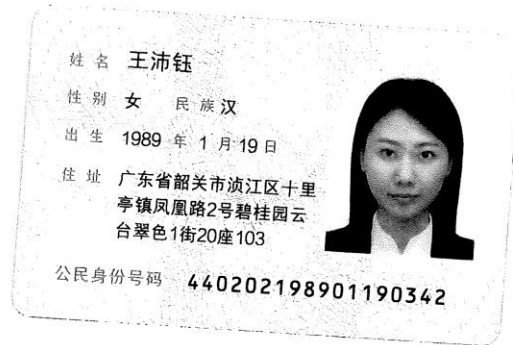 姓名 王沛钰
性别 女 民族 汉
出生 1989 年 1 月 19 日
住址 广东省韶关市浈江区十里
亭镇凤凰路2号碧桂园云
台翠色1街20座103
公民身份号码 440202198901190342